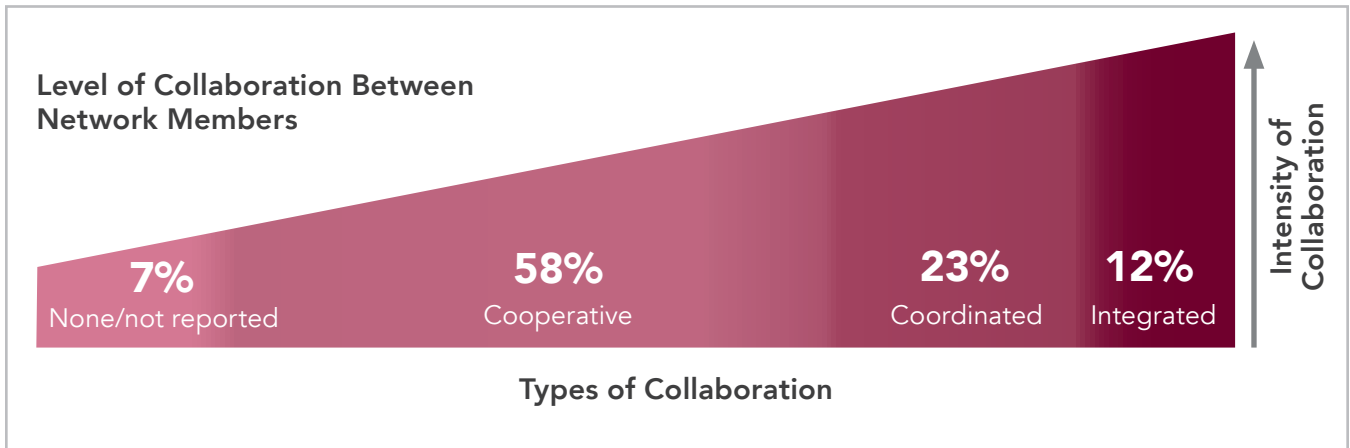 Level of Collaboration Between
Network Members
7%
None/not reported
58%
Cooperative
23%
Coordinated
12%
Integrated
Intensity of
Collaboration
Types of Collaboration